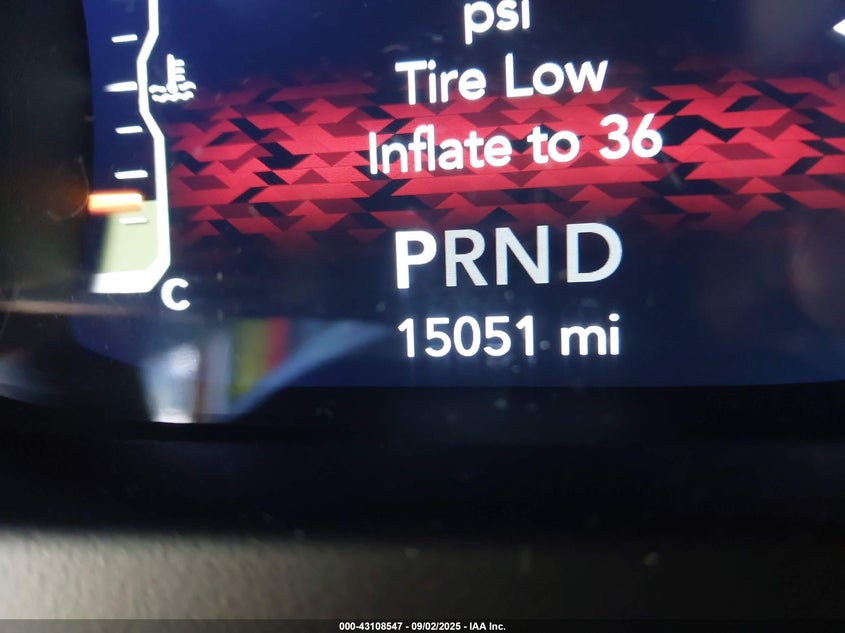 psi
Tire Low
Inflate to 36
PRND
15051 mi
C
000-43108547 - 09/02/2025 - IAA Inc.